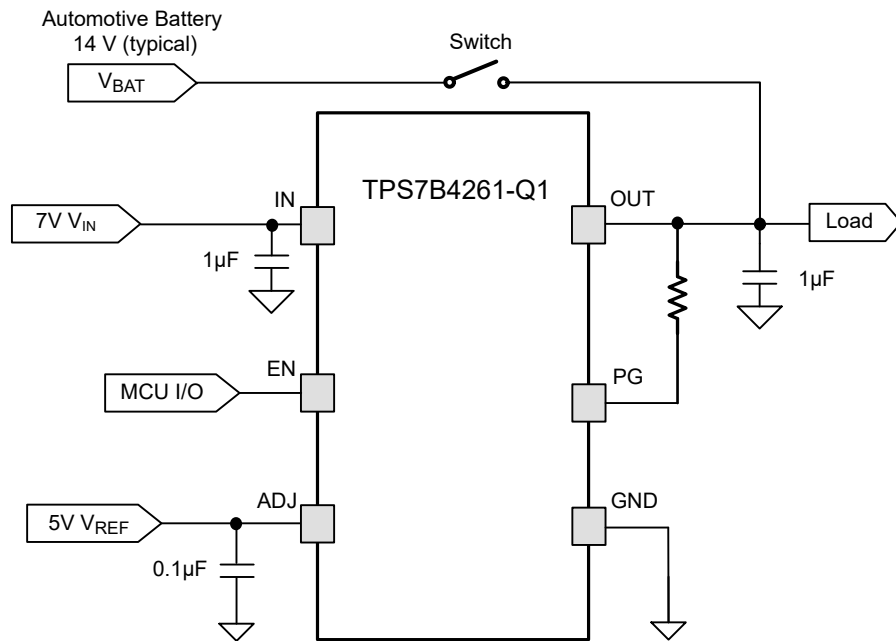 Automotive Battery
14 V (typical)
Switch
VBAT
TPS7B4261-Q1
IN
OUT
7V VIN
Load
1µF
1µF
EN
PG
MCU I/O
ADJ
GND
5V VREF
0.1µF